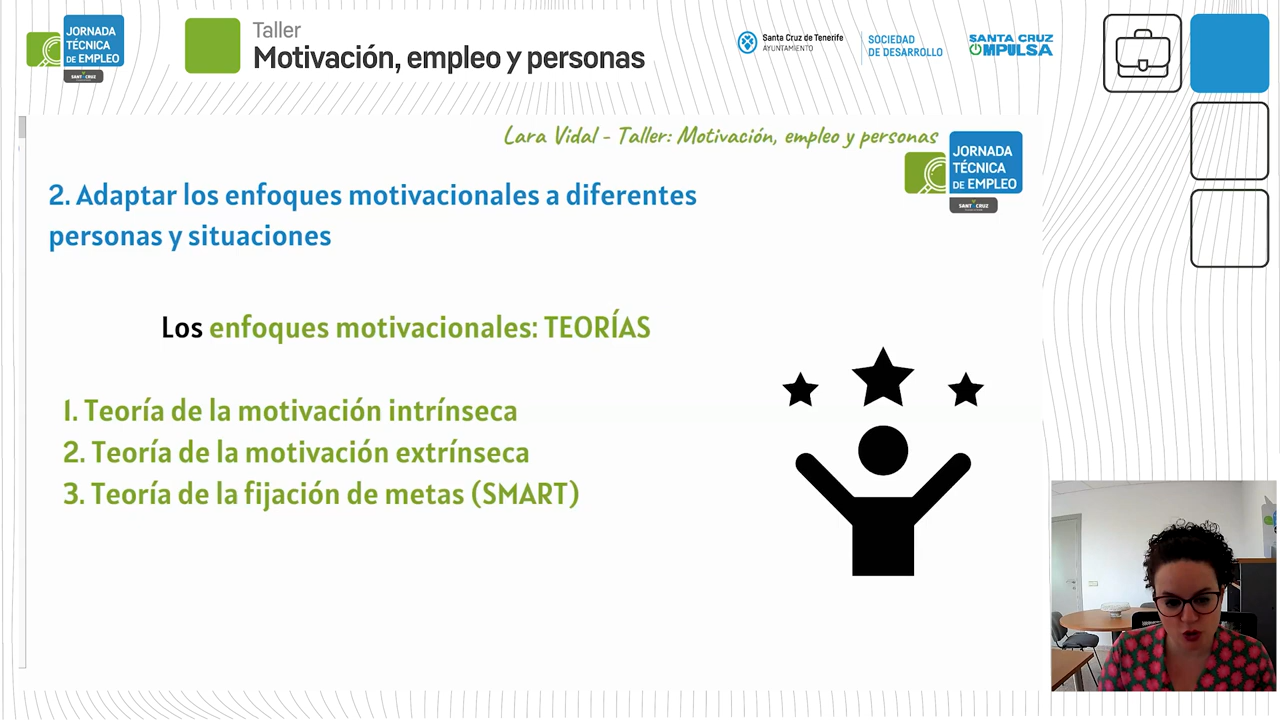 JORNADA
TÉCNICA
DE EMPLEO
SANTACRUZ
Taller
Motivación, empleo y personas
Santa Cruz de Tenerife
AYUNTAMIENTO
SOCIEDAD
DE DESARROLLO
SANTA CRUZ
IMPULSA
Lara Vidal - Taller: Motivación, empleo y personas
JORNADA
TÉCNICA
DE EMPLEO
SANTACRUZ
2. Adaptar los enfoques motivacionales a diferentes
personas y situaciones
Los enfoques motivacionales: TEORÍAS
1. Teoría de la motivación intrínseca
2. Teoría de la motivación extrínseca
3. Teoría de la fijación de metas (SMART)